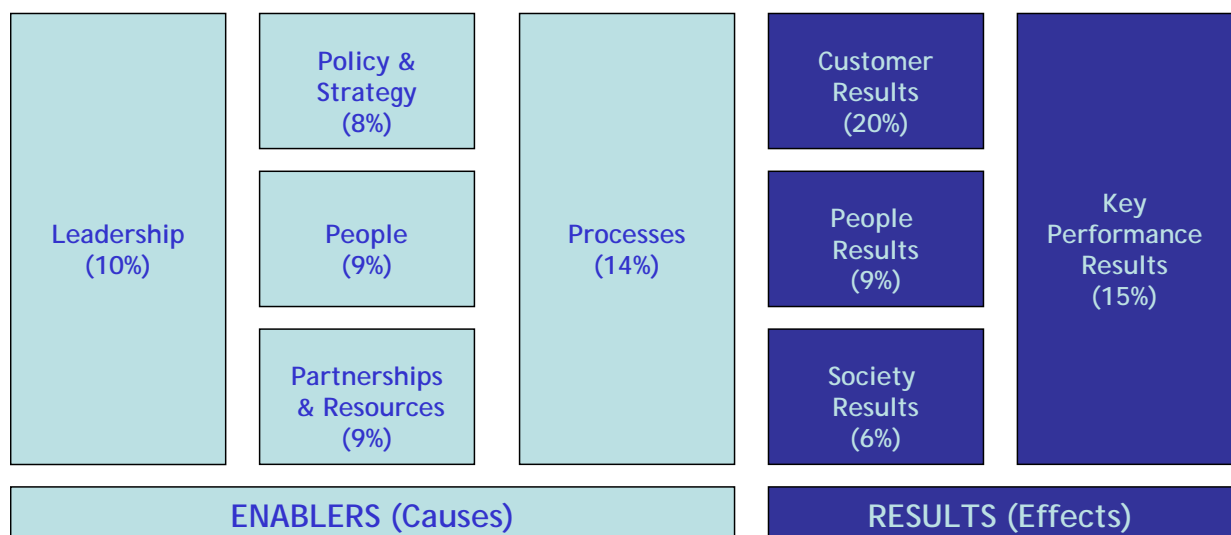 Leadership
(10%)
Policy &
Strategy
(8%)
People
(9%)
Partnerships
& Resources
(9%)
Processes
(14%)
Customer
Results
(20%)
People
Results
(9%)
Society
Results
(6%)
Key
Performance
Results
(15%)
ENABLERS (Causes)
RESULTS (Effects)